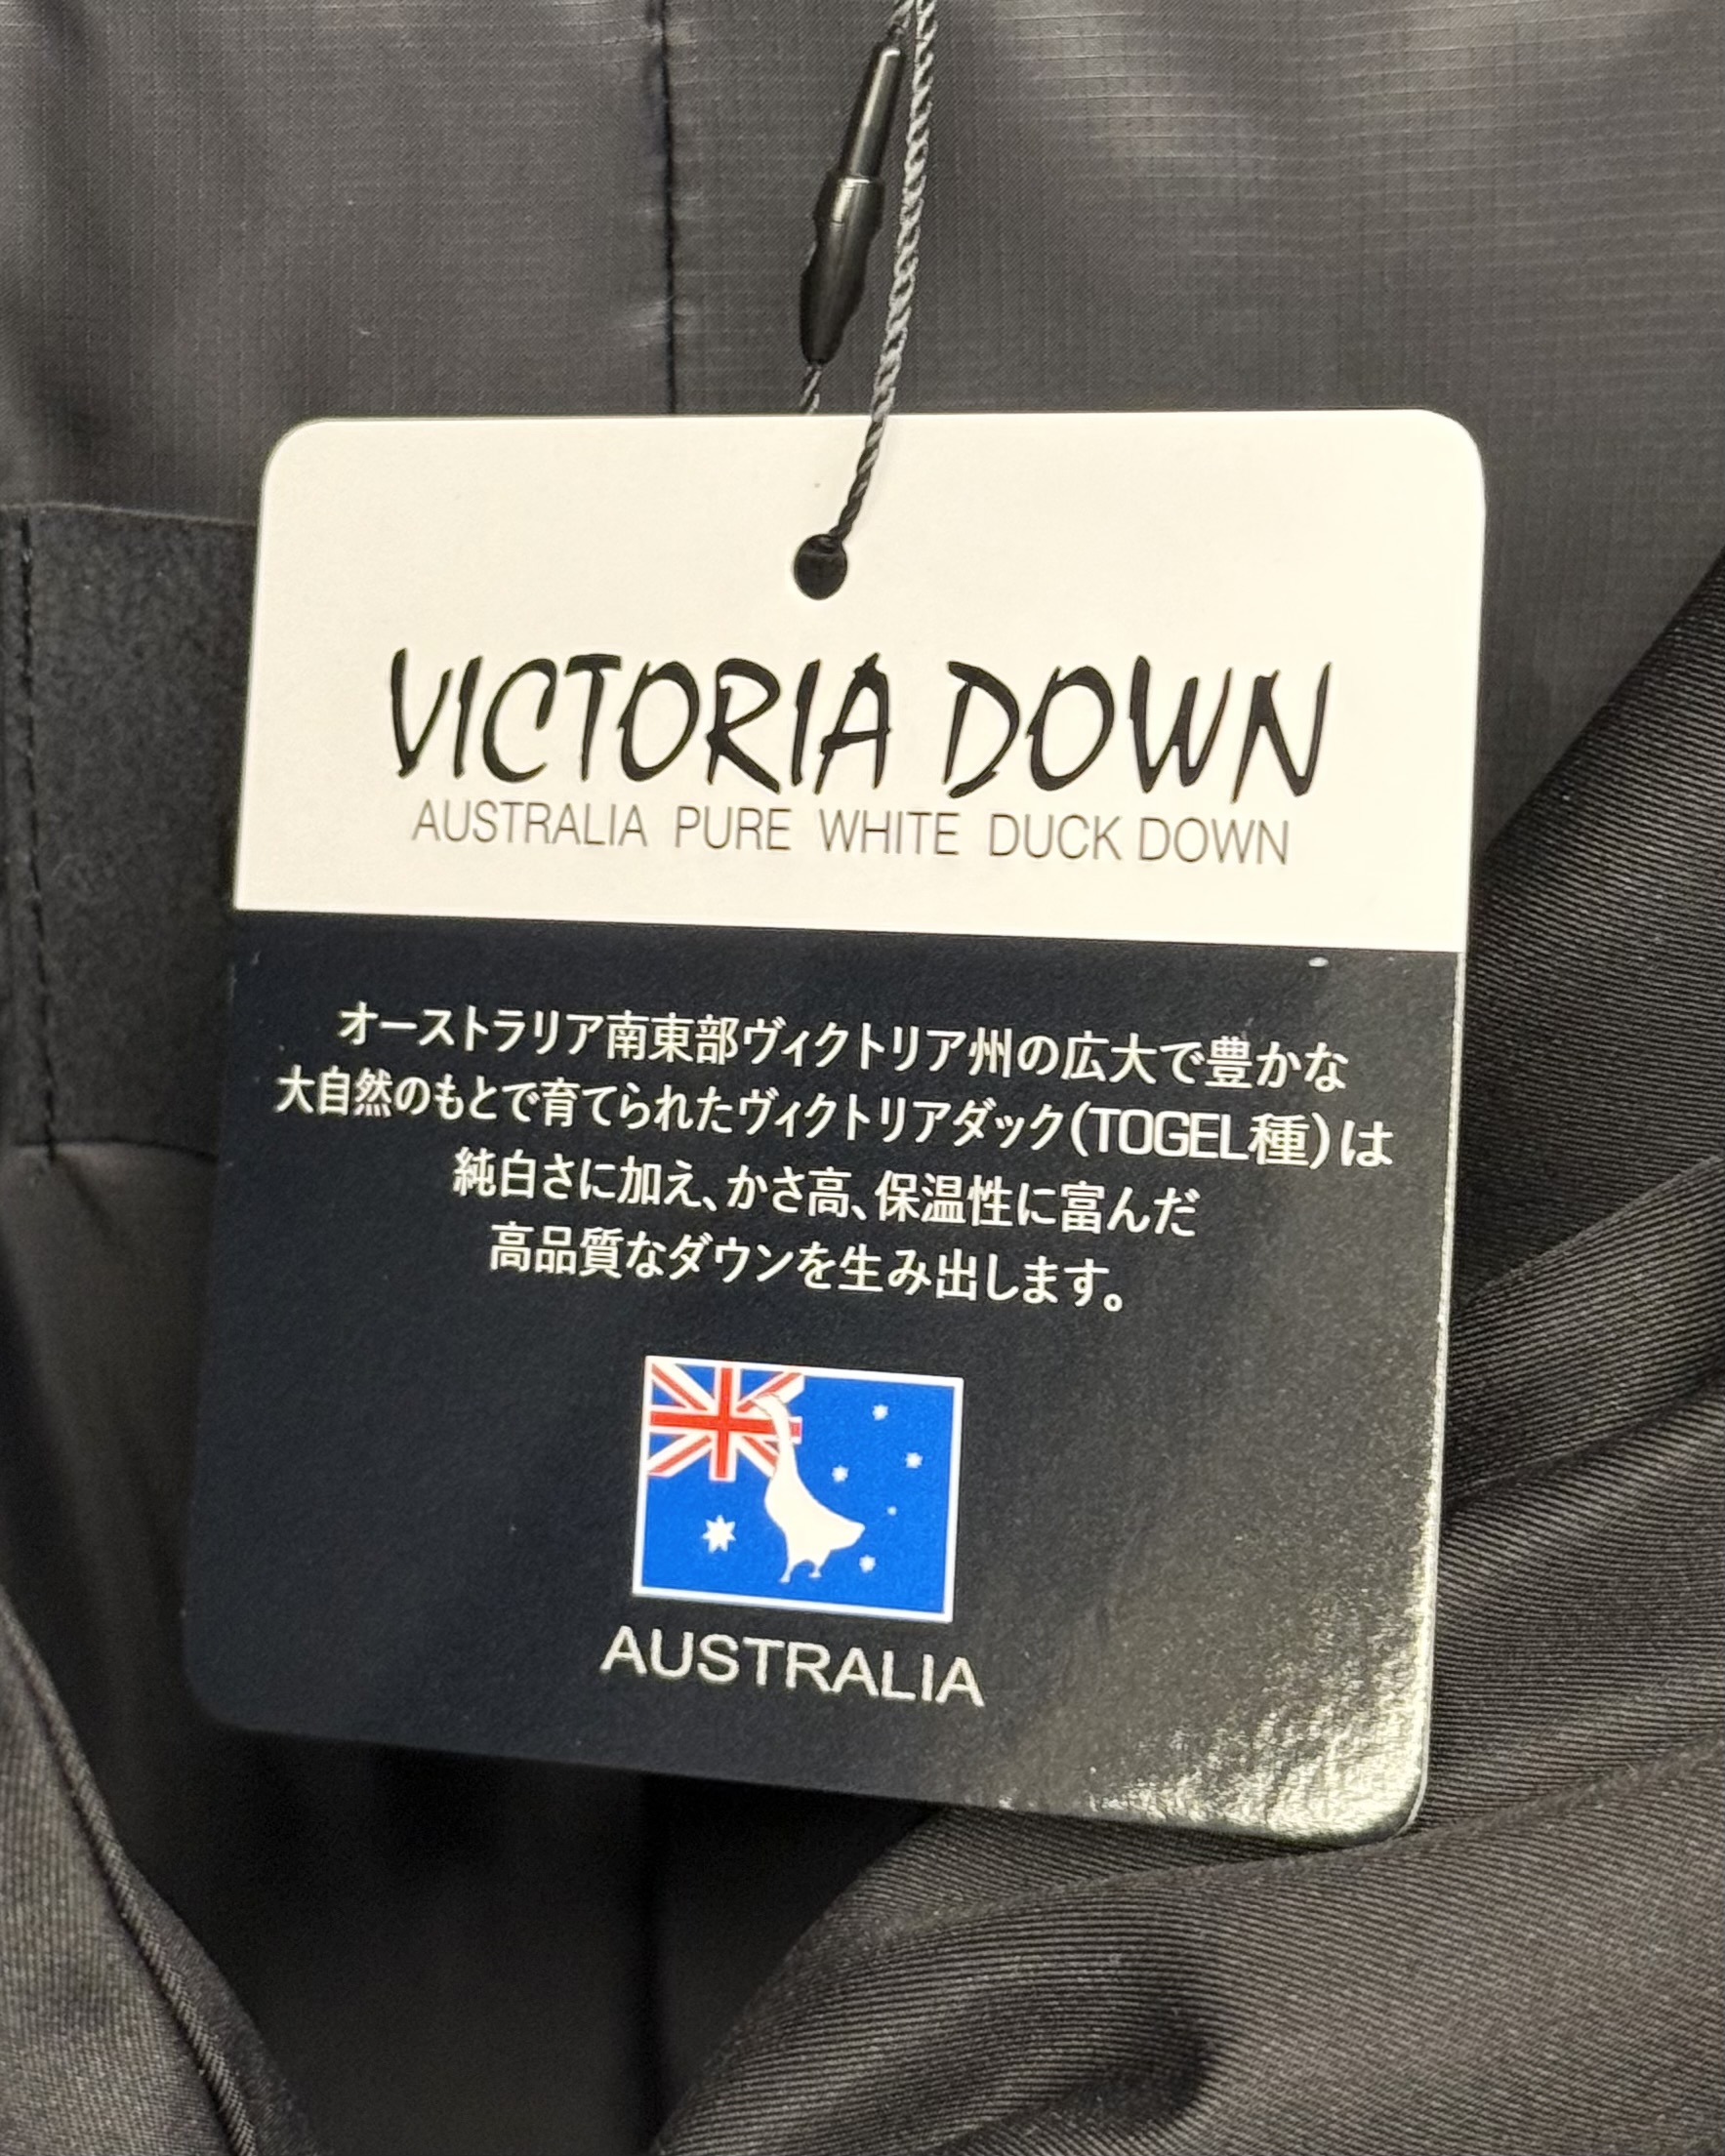 VICTORIA DOWN
AUSTRALIA PURE WHITE DUCK DOWN
オーストラリア南東部ヴィクトリア州の広大で豊かな
大自然のもとで育てられたヴィクトリアダック(TOGEL種)は
純白さに加え、かさ高、保温性に富んだ
高品質なダウンを生み出します。
AUSTRALIA